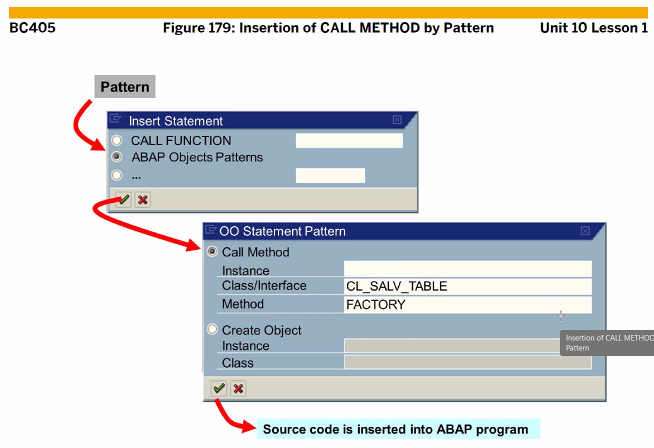 BC405 Figure 179: Insertion of CALL METHOD by Pattern Unit 10 Lesson 1
Pattern
Insert Statement
CALL FUNCTION
ABAP Objects Patterns
...
OO Statement Pattern
Call Method
Instance
Class/Interface CL_SALV_TABLE
Method FACTORY
Create Object
Instance
Class
Insertion of CALL METHOD
Pattern
Source code is inserted into ABAP program